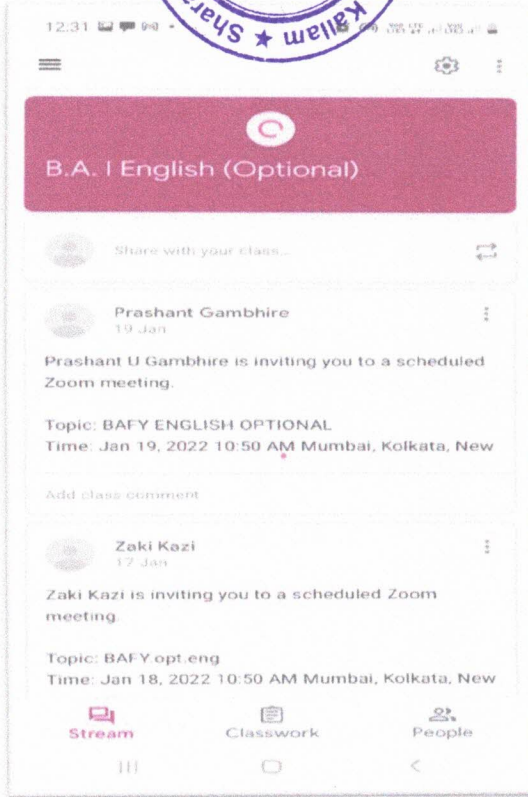 Kallam ★ Shara
12:31
B.A. I English (Optional)
Share with your class...
Prashant Gambhire
19 Jan
Prashant U Gambhire is inviting you to a scheduled
Zoom meeting.
Topic: BAFY ENGLISH OPTIONAL
Time: Jan 19, 2022 10:50 AM Mumbai, Kolkata, New
Add class comment
Zaki Kazi
17 Jan
Zaki Kazi is inviting you to a scheduled Zoom
meeting.
Topic: BAFY.opt.eng
Time: Jan 18, 2022 10:50 AM Mumbai, Kolkata, New
Stream Classwork People